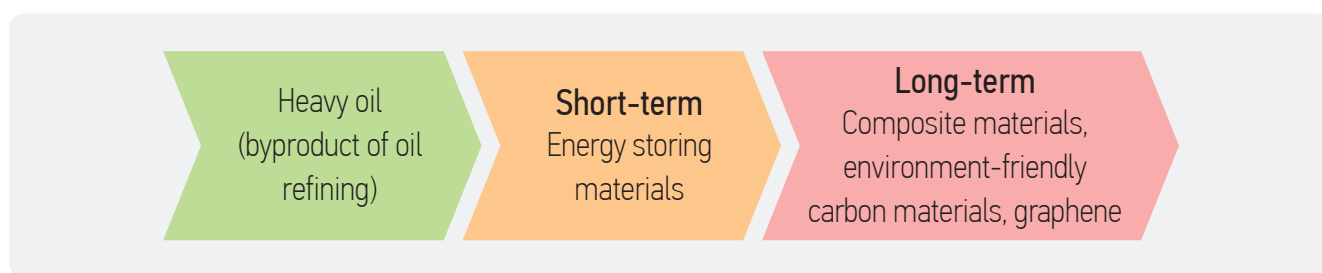 Heavy oil
(byproduct of oil
refining)
Short-term
Energy storing
materials
Long-term
Composite materials,
environment-friendly
carbon materials, graphene